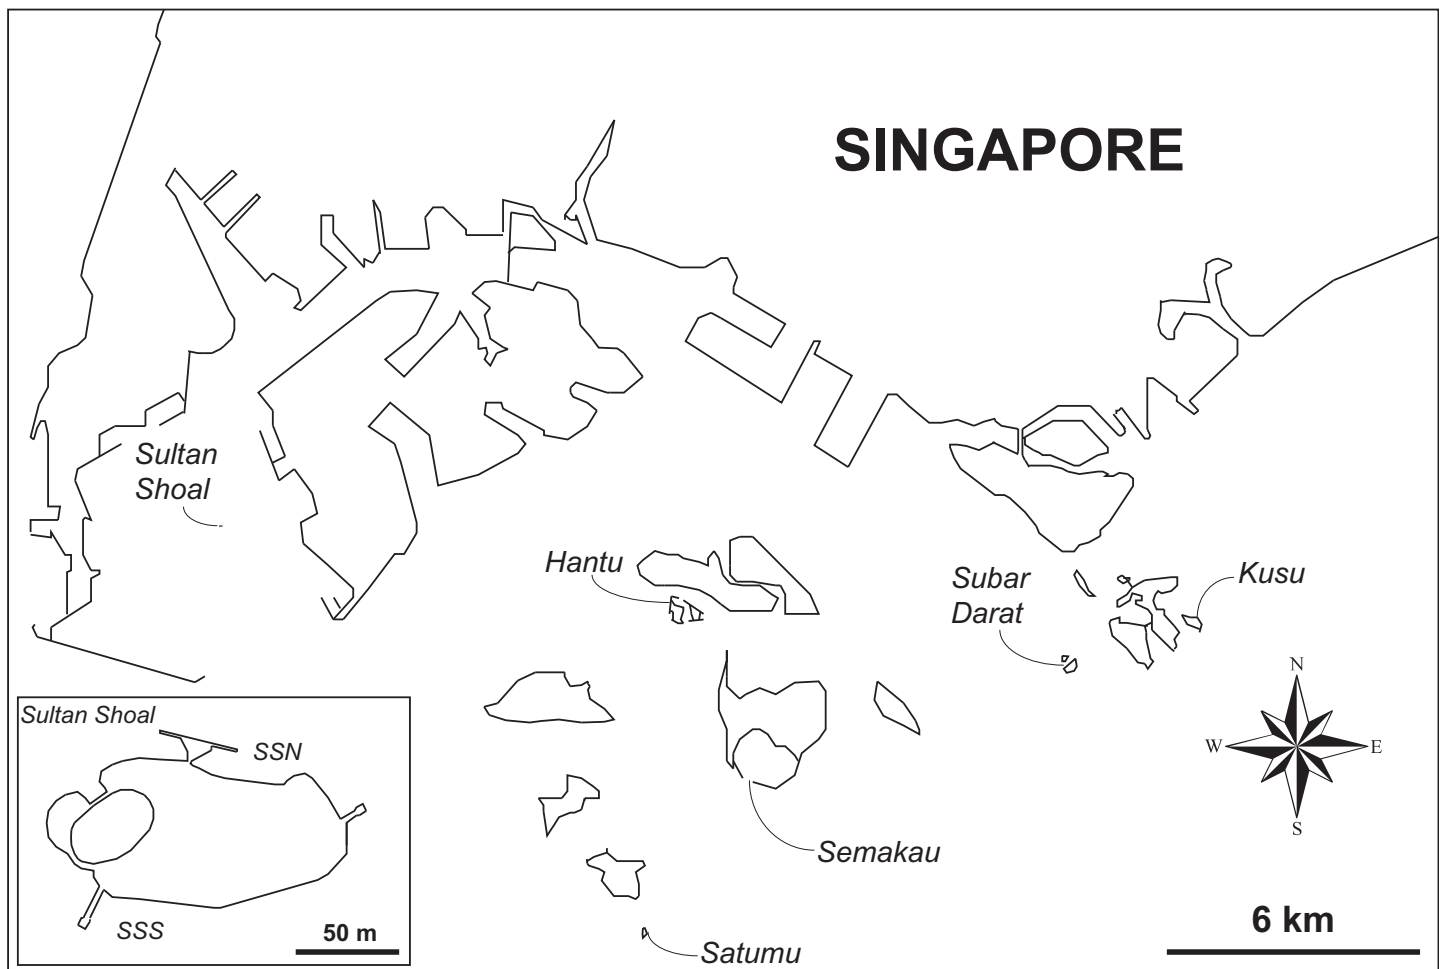 SINGAPORE
Sultan
Shoal
Hantu
Subar
Darat
Kusu
N
W
E
S
Sultan Shoal
SSN
SSS
50 m
Semakau
Satumu
6 km